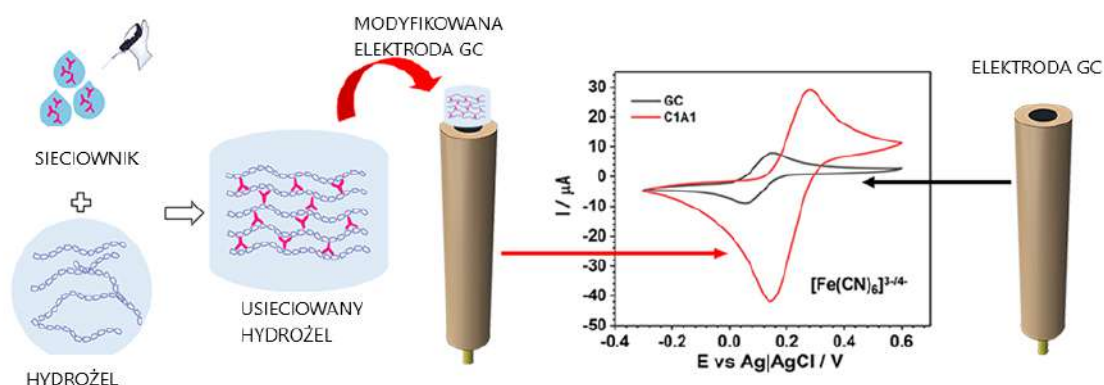 SIECIOWNIK
HYDROŻEL
USIECIOWANY
HYDROŻEL
MODYFIKOWANA
ELEKTRODA GC
GC
C1A1
30
20
10
0
-10
-20
-30
-40
-50
I / μA
[Fe(CN)₆]³⁻/⁴⁻
-0.4
-0.2
0.0
0.2
0.4
0.6
0.8
E vs Ag|AgCl / V
ELEKTRODA GC